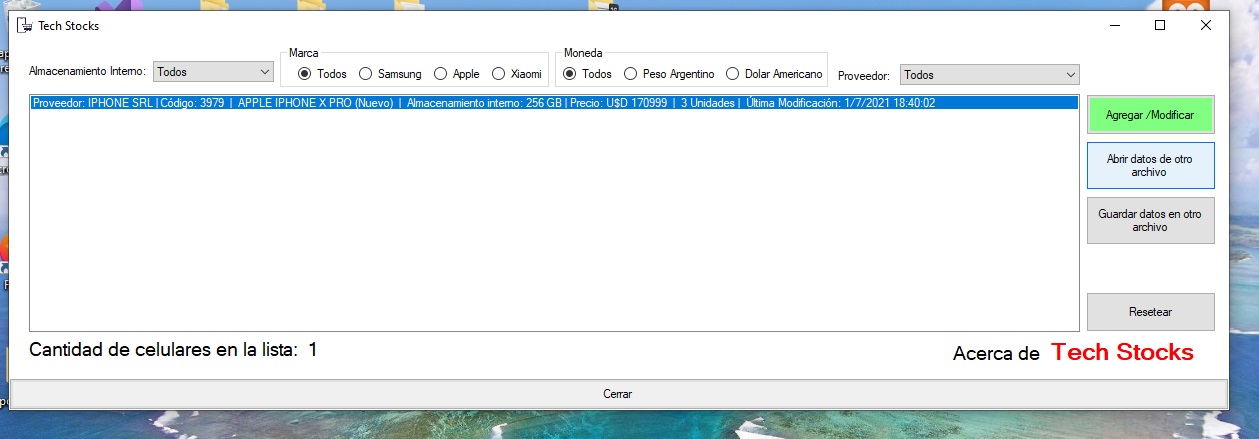 Tech Stocks
Almacenamiento Interno: Todos
Marca
Todos Samsung Apple Xiaomi
Moneda
Todos Peso Argentino Dolar Americano
Proveedor: Todos
Proveedor: IPHONE SRL | Código: 3979 | APPLE IPHONE X PRO (Nuevo) | Almacenamiento interno: 256 GB | Precio: U$D 170999 | 3 Unidades | Última Modificación: 1/7/2021 18:40:02
Agregar /Modificar
Abrir datos de otro
archivo
Guardar datos en otro
archivo
Resetear
Cantidad de celulares en la lista: 1
Acerca de Tech Stocks
Cerrar